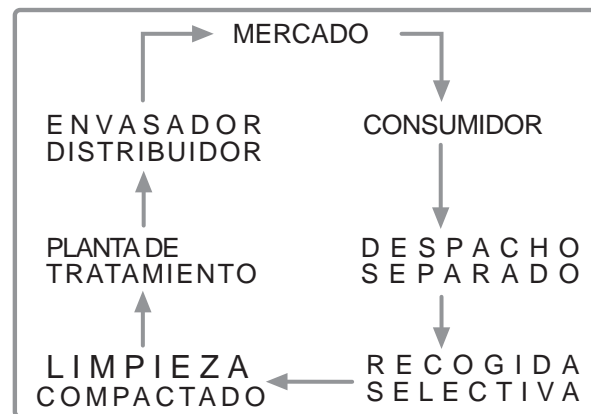 MERCADO
CONSUMIDOR
DESPACHO
SEPARADO
RECOGIDA
SELECTIVA
LIMPIEZA
COMPACTADO
PLANTA DE
TRATAMIENTO
ENVASADOR
DISTRIBUIDOR